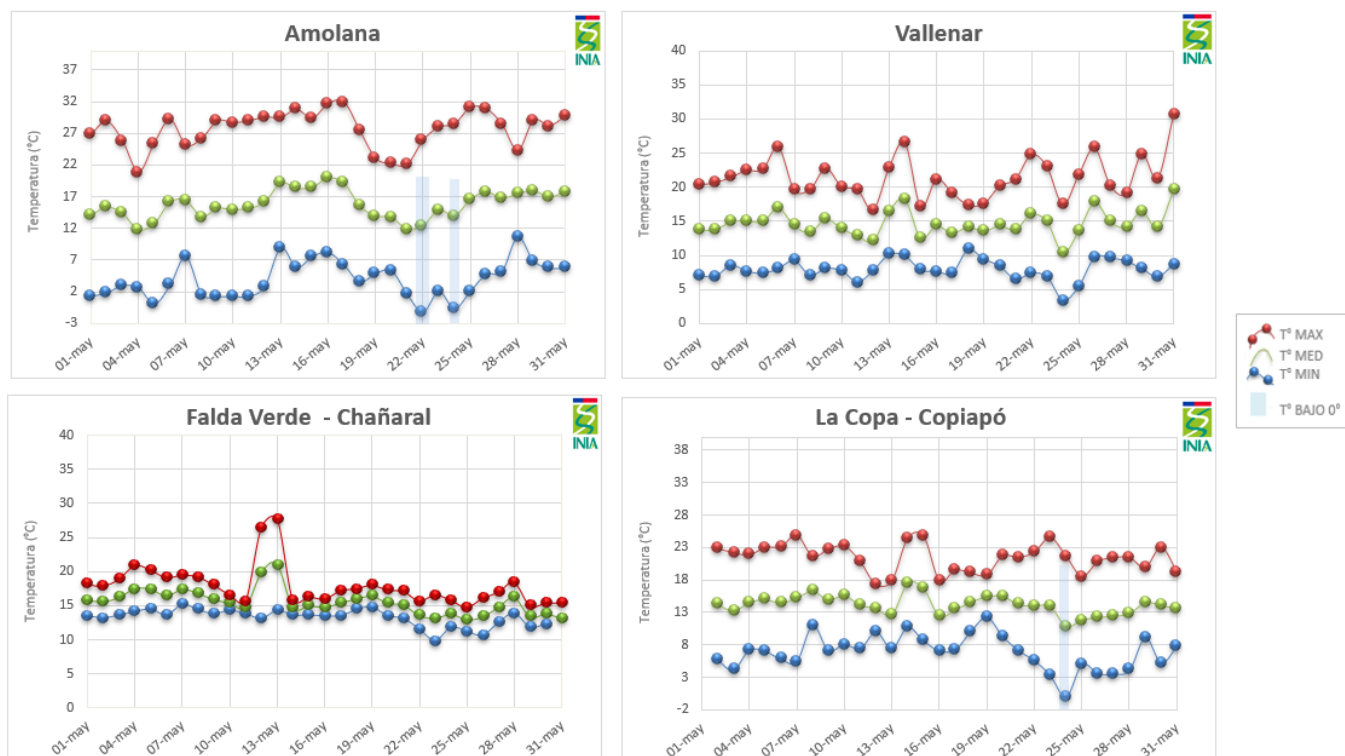 Amolana
INIA
Temperatura (°C)
37
32
27
22
17
12
7
2
-3
01-may
04-may
07-may
10-may
13-may
16-may
19-may
22-may
25-may
28-may
31-may
Vallenar
INIA
Temperatura (°C)
40
35
30
25
20
15
10
5
0
01-may
04-may
07-may
10-may
13-may
16-may
19-may
22-may
25-may
28-may
31-may
T° MAX
T° MED
T° MIN
T° BAJO 0°
Falda Verde - Chañaral
INIA
Temperatura (°C)
40
35
30
25
20
15
10
5
0
01-may
04-may
07-may
10-may
13-may
16-may
19-may
22-may
25-may
28-may
31-may
La Copa - Copiapó
INIA
Temperatura (°C)
38
33
28
23
18
13
8
3
-2
01-may
04-may
07-may
10-may
13-may
16-may
19-may
22-may
25-may
28-may
31-may